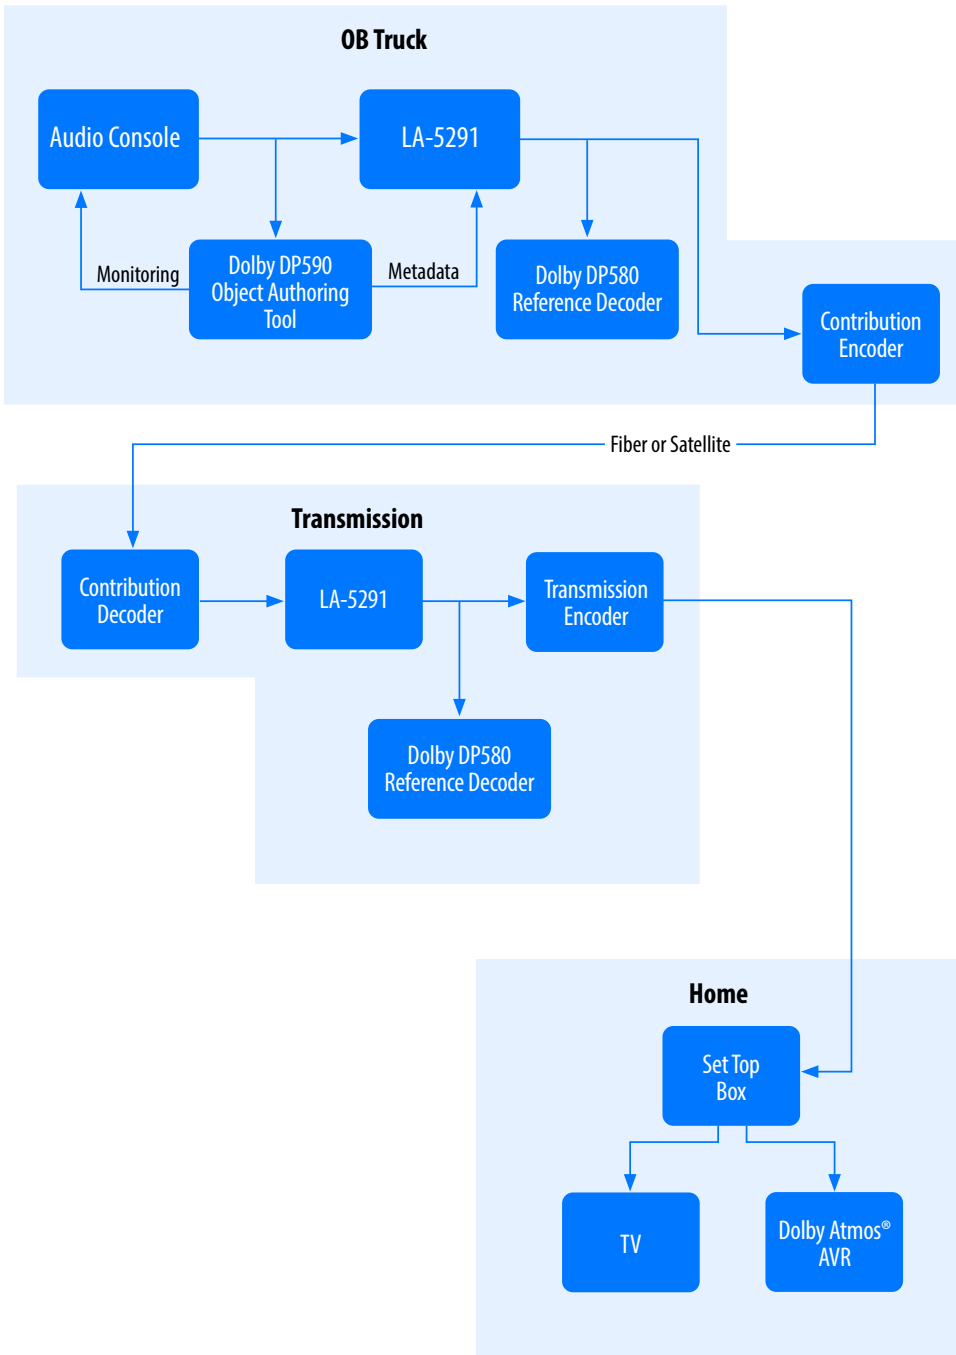 OB Truck
Audio Console
LA-5291
Monitoring
Dolby DP590
Object Authoring
Tool
Metadata
Dolby DP580
Reference Decoder
Contribution
Encoder
Fiber or Satellite
Transmission
Contribution
Decoder
LA-5291
Transmission
Encoder
Dolby DP580
Reference Decoder
Home
Set Top
Box
TV
Dolby Atmos®
AVR